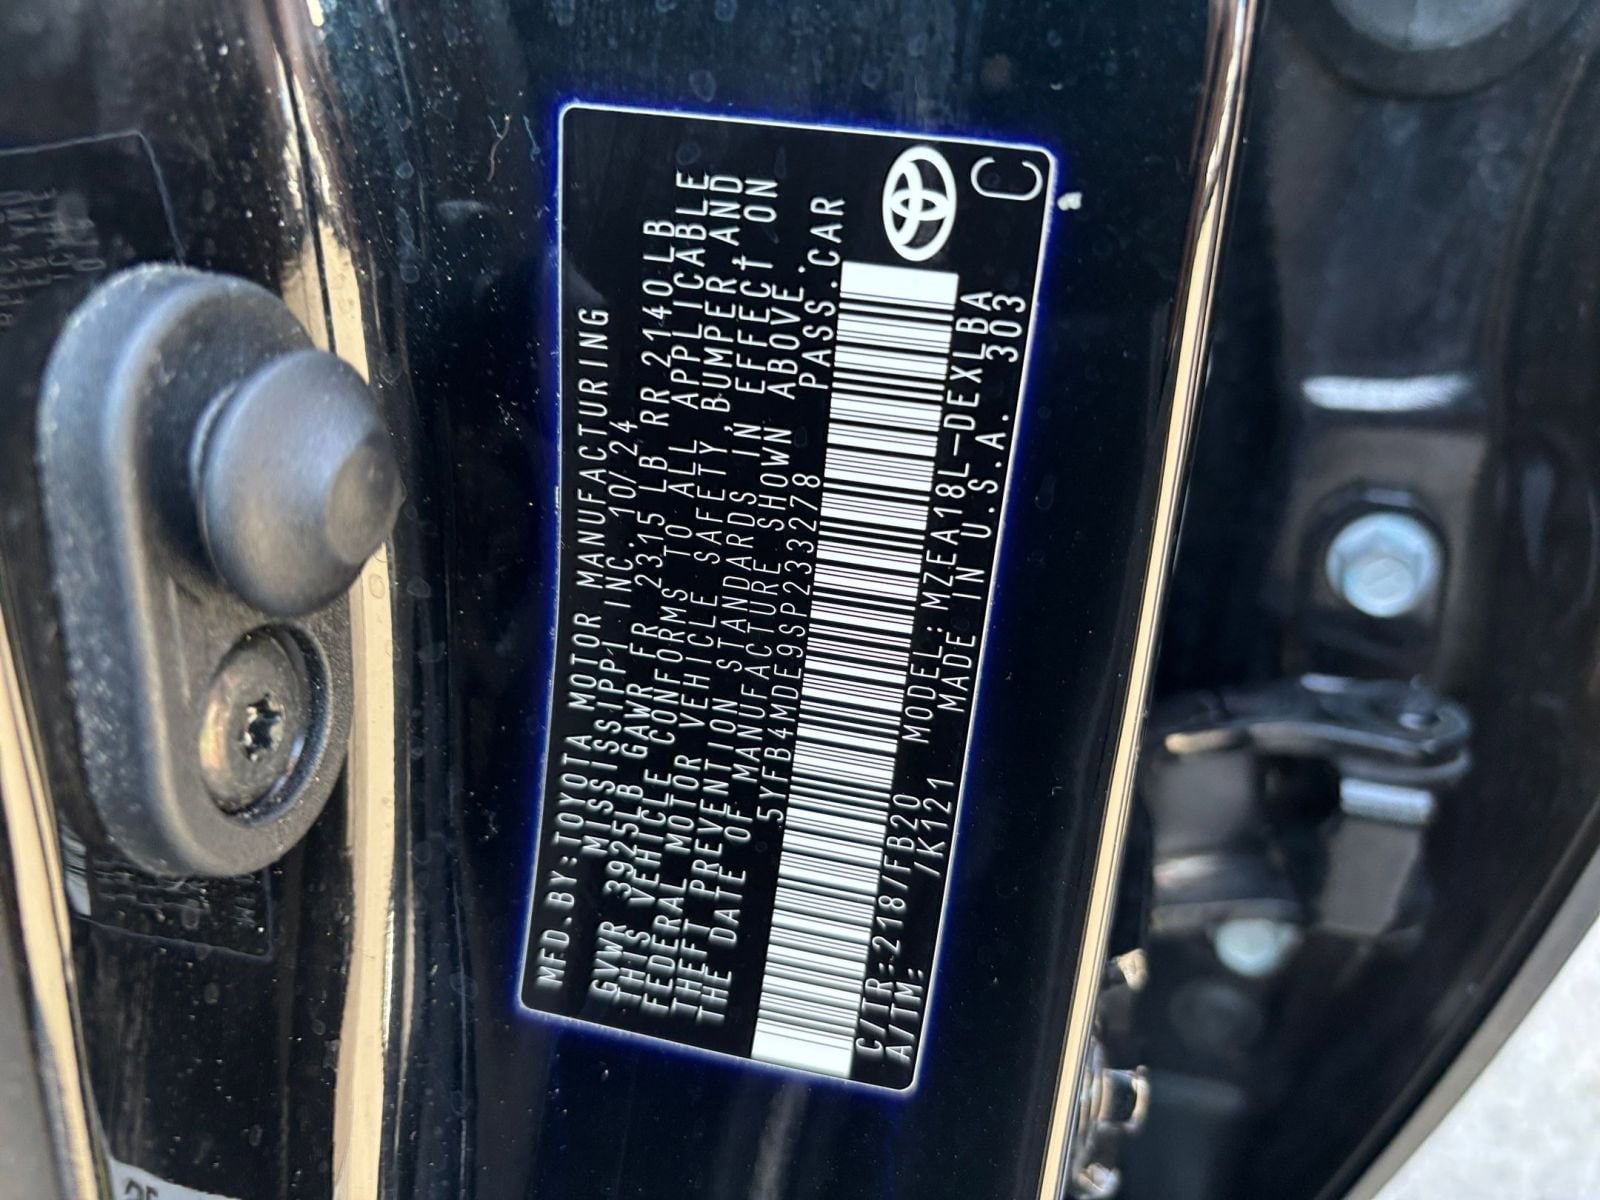 MFD.BY:TOYOTA MOTOR MANUFACTURING
MISSISSIPPI INC. 10/24
GVWR 3925LB GAWR FR 2315 LB RR 2140LB
THIS VEHICLE CONFORMS TO ALL APPLICABLE
FEDERAL MOTOR VEHICLE SAFETY,BUMPER,AND
THEFT PREVENTION STANDARDS IN EFFECT ON
THE DATE OF MANUFACTURE SHOWN ABOVE.
5YFB4MDE9SP233278 PASS.CAR
C/TR:218/FB20 MODEL:MZEA18L-DEXLBA
A/TM: /K121 MADE IN U.S.A. 303
C